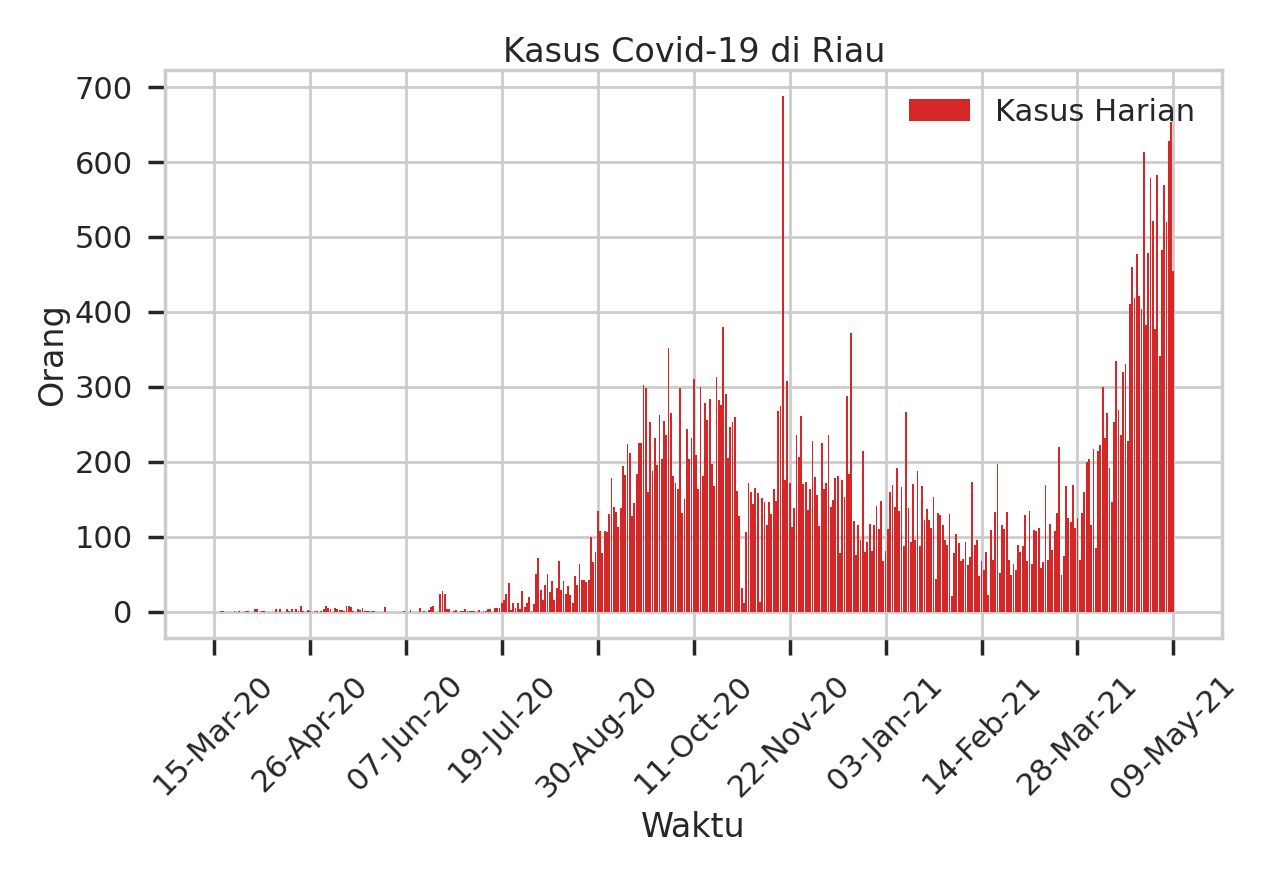 Kasus Covid-19 di Riau
Kasus Harian
700
600
500
400
300
200
100
0
Orang
15-Mar-20
26-Apr-20
07-Jun-20
19-Jul-20
30-Aug-20
11-Oct-20
22-Nov-20
03-Jan-21
14-Feb-21
28-Mar-21
09-May-21
Waktu